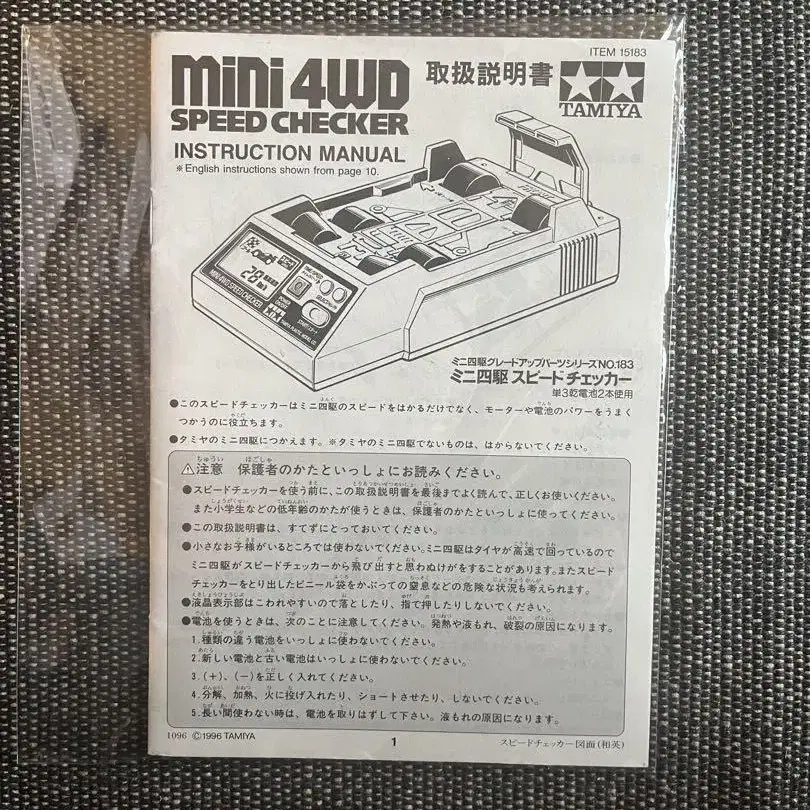 ITEM 15183
mini 4WD
SPEED CHECKER
取扱説明書
TAMIYA
INSTRUCTION MANUAL
※English instructions shown from page 10.
MINI 4WD SPEED CHECKER
ミニ四駆グレードアップパーツシリーズNO.183
ミニ四駆 スピードチェッカー
単3乾電池2本使用
●このスピードチェッカーはミニ四駆のスピードをはかるだけでなく、モーターや電池のパワーをうまく
つかうのに役立ちます。
●タミヤのミニ四駆につかえます。※タミヤのミニ四駆でないものは、はからないでください。
⚠注意 保護者のかたといっしょにお読みください。
●スピードチェッカーを使う前に、この取扱説明書を最後までよく読んで、正しくお使いください。
また小学生などの低年齢のかたが使うときは、保護者のかたといっしょに使ってください。
●この取扱説明書は、すてずにとっておいてください。
●小さなお子様がいるところでは使わないでください。ミニ四駆はタイヤが高速で回っているので
ミニ四駆がスピードチェッカーから飛び出すと思わぬけがをすることがあります。またスピード
チェッカーをとり出したビニール袋をかぶっての窒息などの危険な状況も考えられます。
●液晶表示部はこわれやすいので落としたり、指で押したりしないでください。
●電池を使うときは、次のことに注意してください。発熱や液もれ、破裂の原因になります。
1.種類の違う電池をいっしょに使わないでください。
2.新しい電池と古い電池はいっしょに使わないでください。
3.(+)、(−)を正しく入れてください。
4.分解、加熱、火に投げ入れたり、ショートさせたり、しないでください。
5.長い間使わない時は、電池を取りはずして下さい。液もれの原因になります。
1096 ©1996 TAMIYA
1
スピードチェッカー図面(和英)